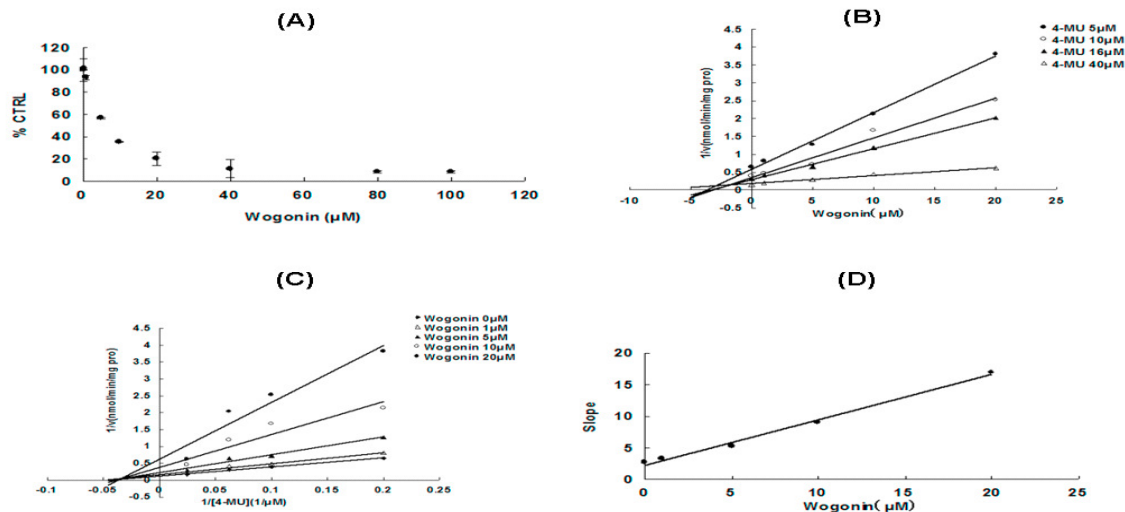 (A)
% CTRL
120
100
80
60
40
20
0
0 20 40 60 80 100 120
Wogonin (µM)
(B)
1/v(nmol/min/mg pro)
4-MU 5µM
4-MU 10µM
4-MU 16µM
4-MU 40µM
4.5
4
3.5
3
2.5
2
1.5
1
0.5
0
-0.5
-10 -5 0 5 10 15 20 25
Wogonin( µM)
(C)
1/v(nmol/min/mg pro)
Wogonin 0µM
Wogonin 1µM
Wogonin 5µM
Wogonin 10µM
Wogonin 20µM
4.5
4
3.5
3
2.5
2
1.5
1
0.5
0
-0.5
-0.1 -0.05 0 0.05 0.1 0.15 0.2 0.25
1/[4-MU](1/µM)
(D)
Slope
20
15
10
5
0
0 5 10 15 20
Wogonin( µM)